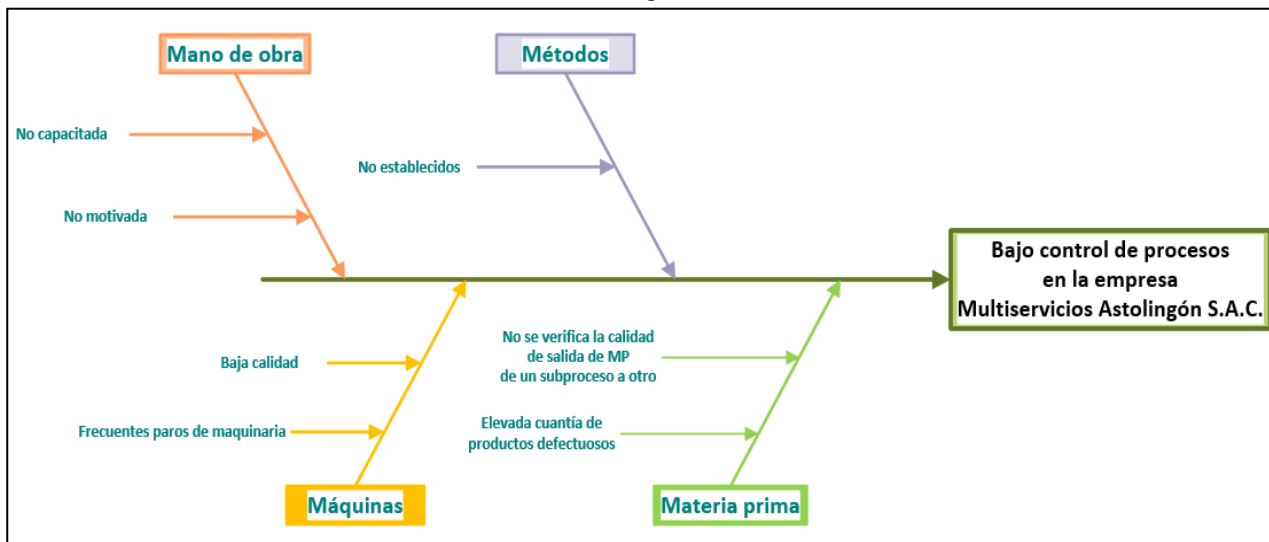 Mano de obra
Métodos
No capacitada
No establecidos
No motivada
Bajo control de procesos
en la empresa
Multiservicios Astolingón S.A.C.
No se verifica la calidad
de salida de MP
de un subproceso a otro
Baja calidad
Elevada cuantía de
productos defectuosos
Frecuentes paros de maquinaria
Máquinas
Materia prima